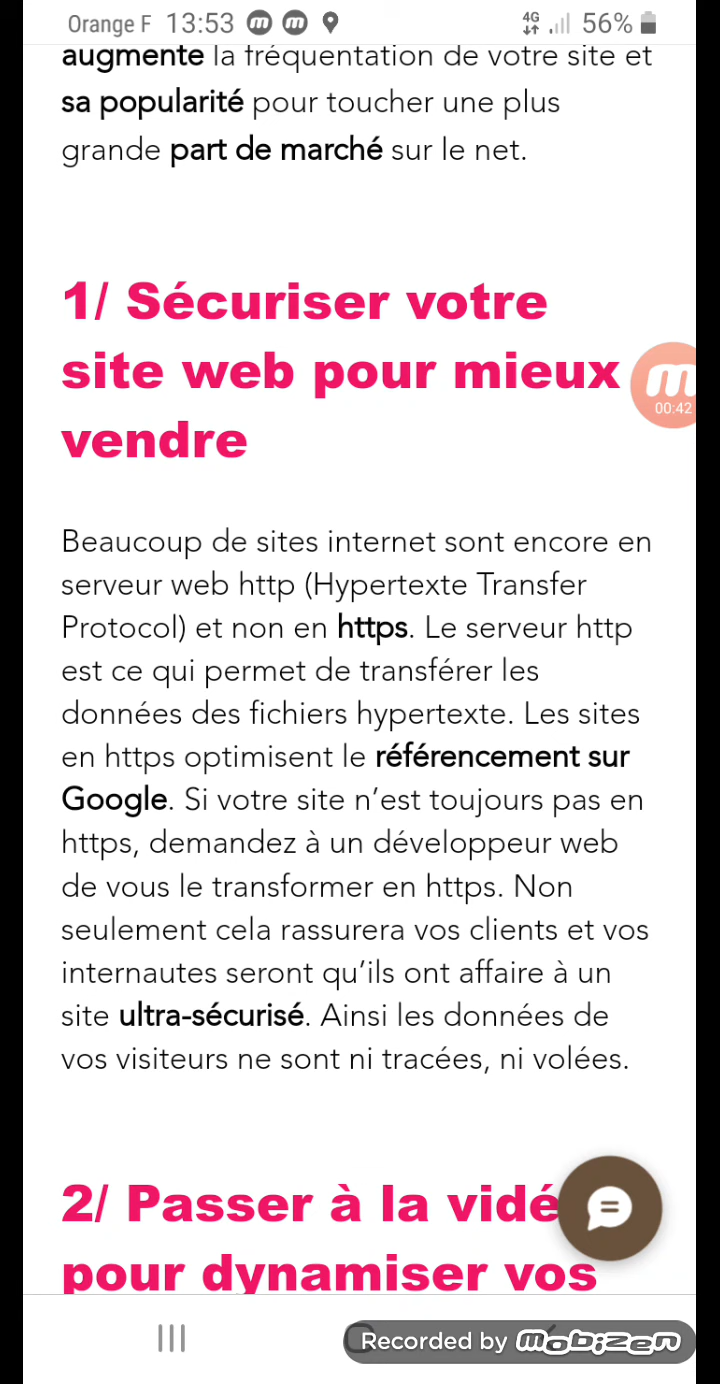 Orange F 13:53 4G 56%
augmente la fréquentation de votre site et
sa popularité pour toucher une plus
grande part de marché sur le net.
1/ Sécuriser votre
site web pour mieux
vendre
m
00:42
Beaucoup de sites internet sont encore en
serveur web http (Hypertexte Transfer
Protocol) et non en https. Le serveur http
est ce qui permet de transférer les
données des fichiers hypertexte. Les sites
en https optimisent le référencement sur
Google. Si votre site n’est toujours pas en
https, demandez à un développeur web
de vous le transformer en https. Non
seulement cela rassurera vos clients et vos
internautes seront qu’ils ont affaire à un
site ultra-sécurisé. Ainsi les données de
vos visiteurs ne sont ni tracées, ni volées.
2/ Passer à la vidé
pour dynamiser vos
Recorded by mobizen